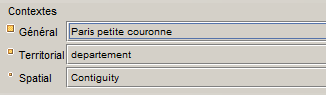 Contextes
Général Paris petite couronne
Territorial departement
Spatial Contiguity